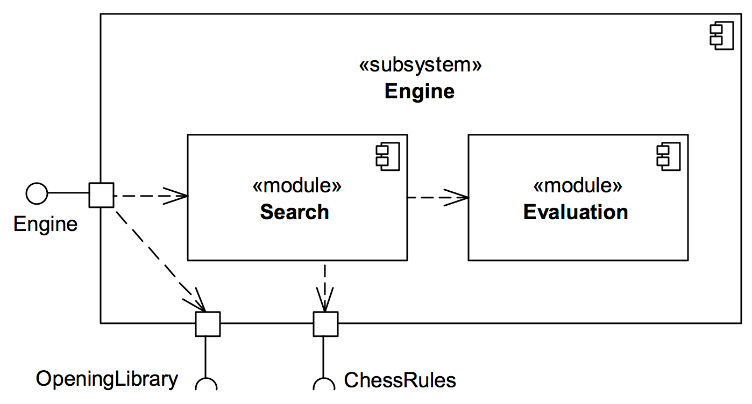 «subsystem»
Engine
«module»
Search
«module»
Evaluation
Engine
OpeningLibrary
ChessRules